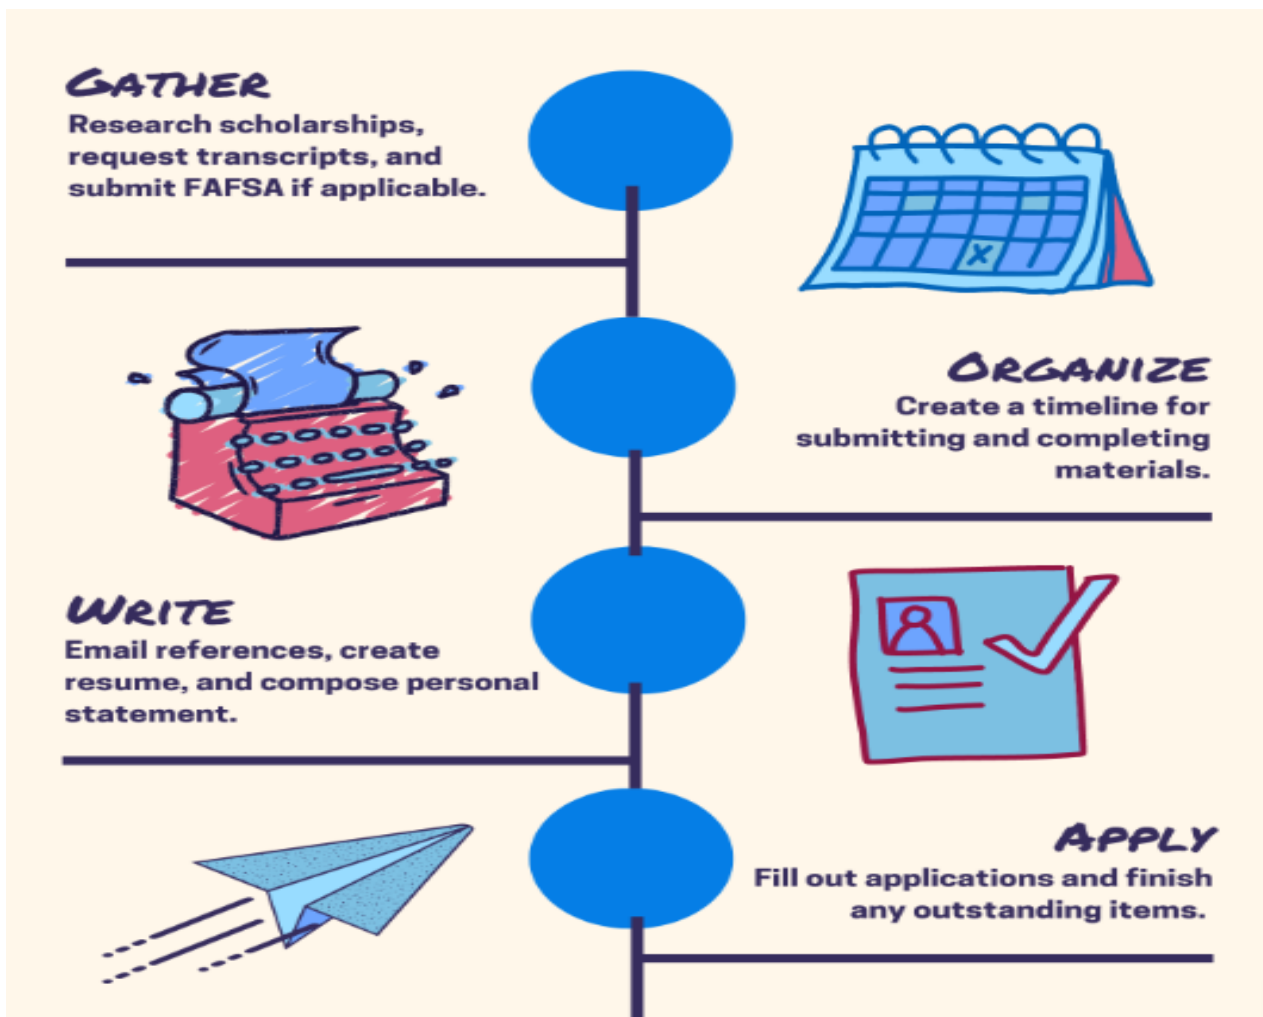 GATHER
Research scholarships,
request transcripts, and
submit FAFSA if applicable.
ORGANIZE
Create a timeline for
submitting and completing
materials.
WRITE
Email references, create
resume, and compose personal
statement.
APPLY
Fill out applications and finish
any outstanding items.